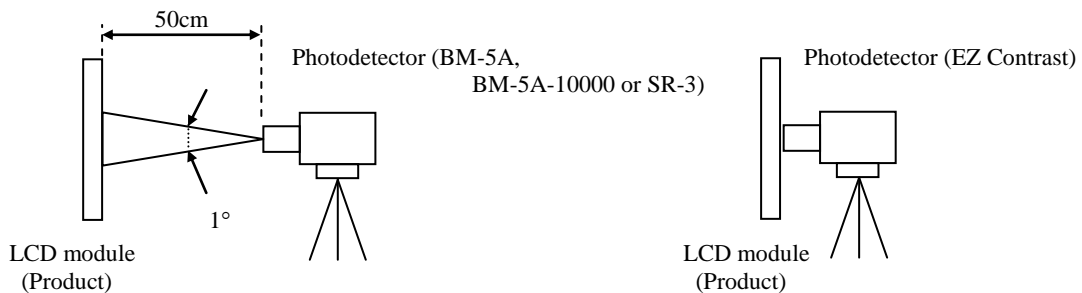 50cm
Photodetector (BM-5A,
BM-5A-10000 or SR-3)
1°
LCD module
(Product)
Photodetector (EZ Contrast)
LCD module
(Product)